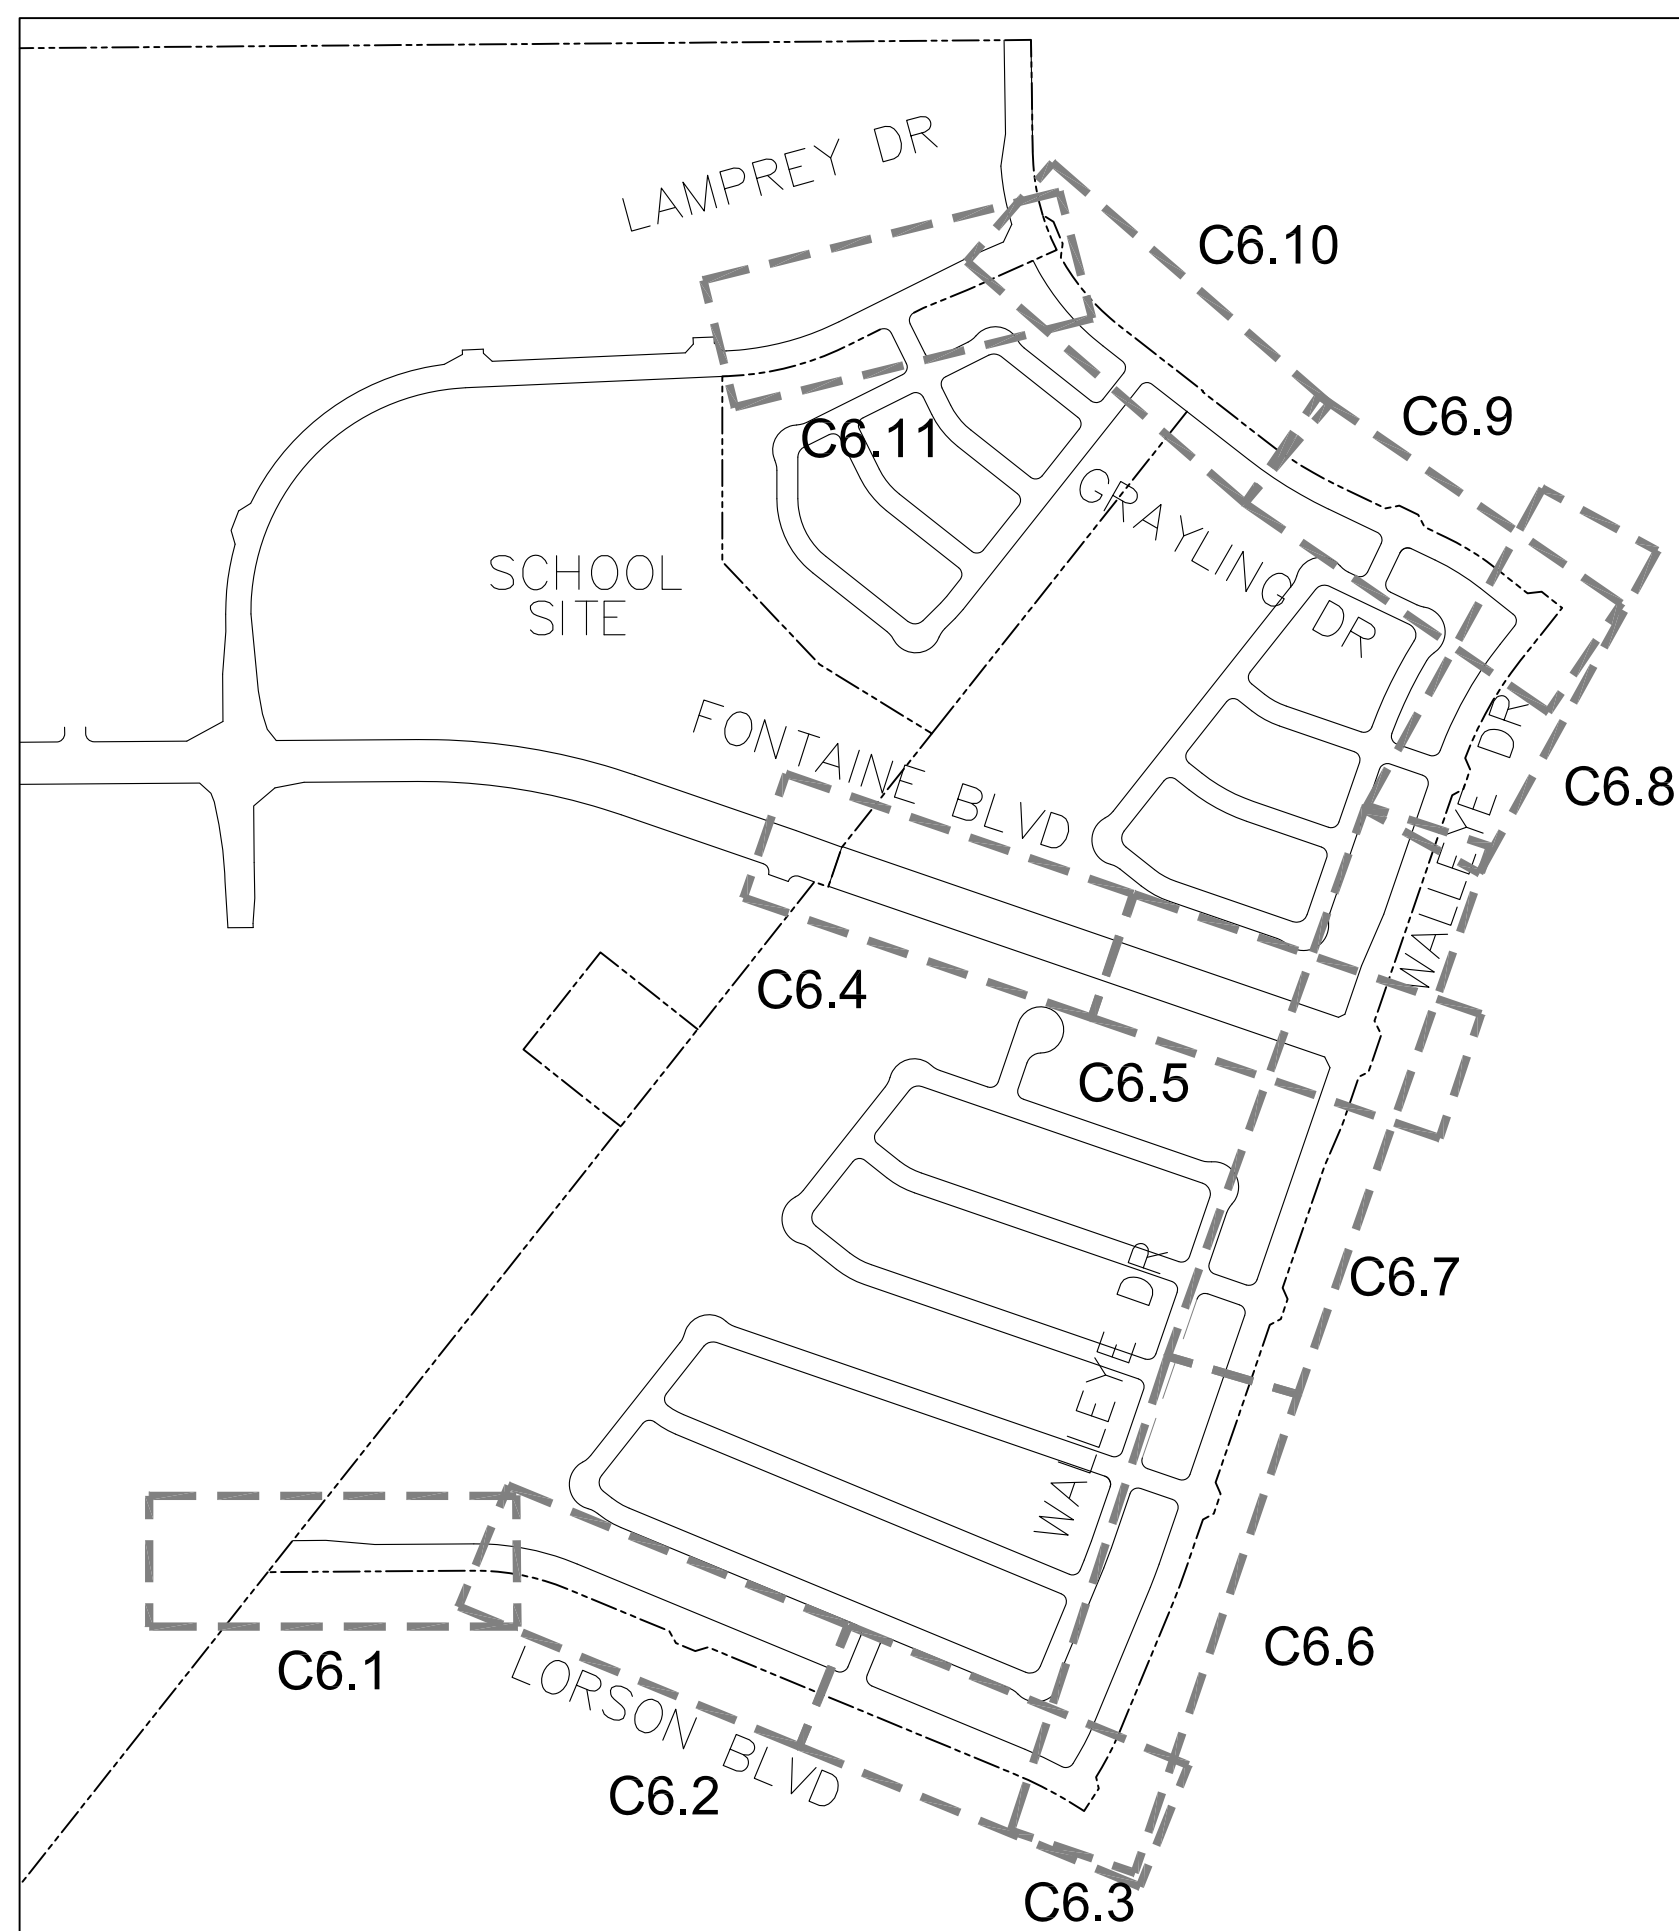 LAMPREY DR
C6.10
C6.9
C6.11
GRAYLING DR
SCHOOL
SITE
FONTAINE BLVD
WALLEYE DR
C6.8
C6.4
C6.5
WALLEYE DR
C6.7
C6.6
C6.1
LORSON BLVD
C6.2
C6.3